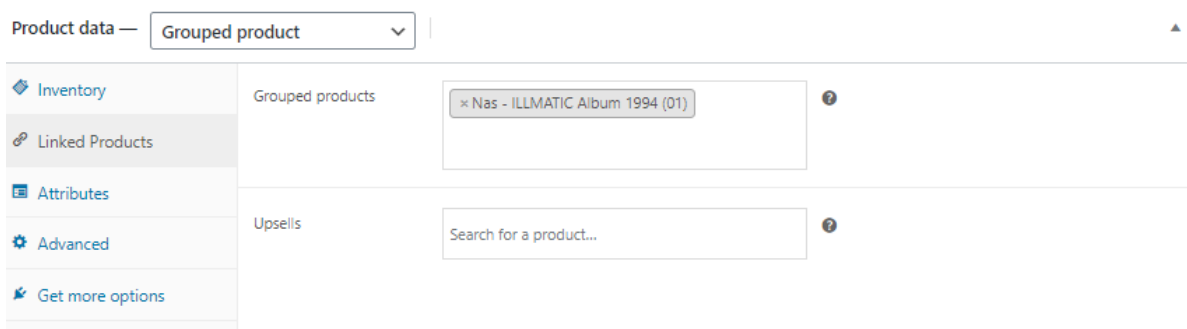 Product data — Grouped product
Inventory
Grouped products
× Nas - ILLMATIC Album 1994 (01)
Linked Products
Attributes
Upsells
Search for a product...
Advanced
Get more options